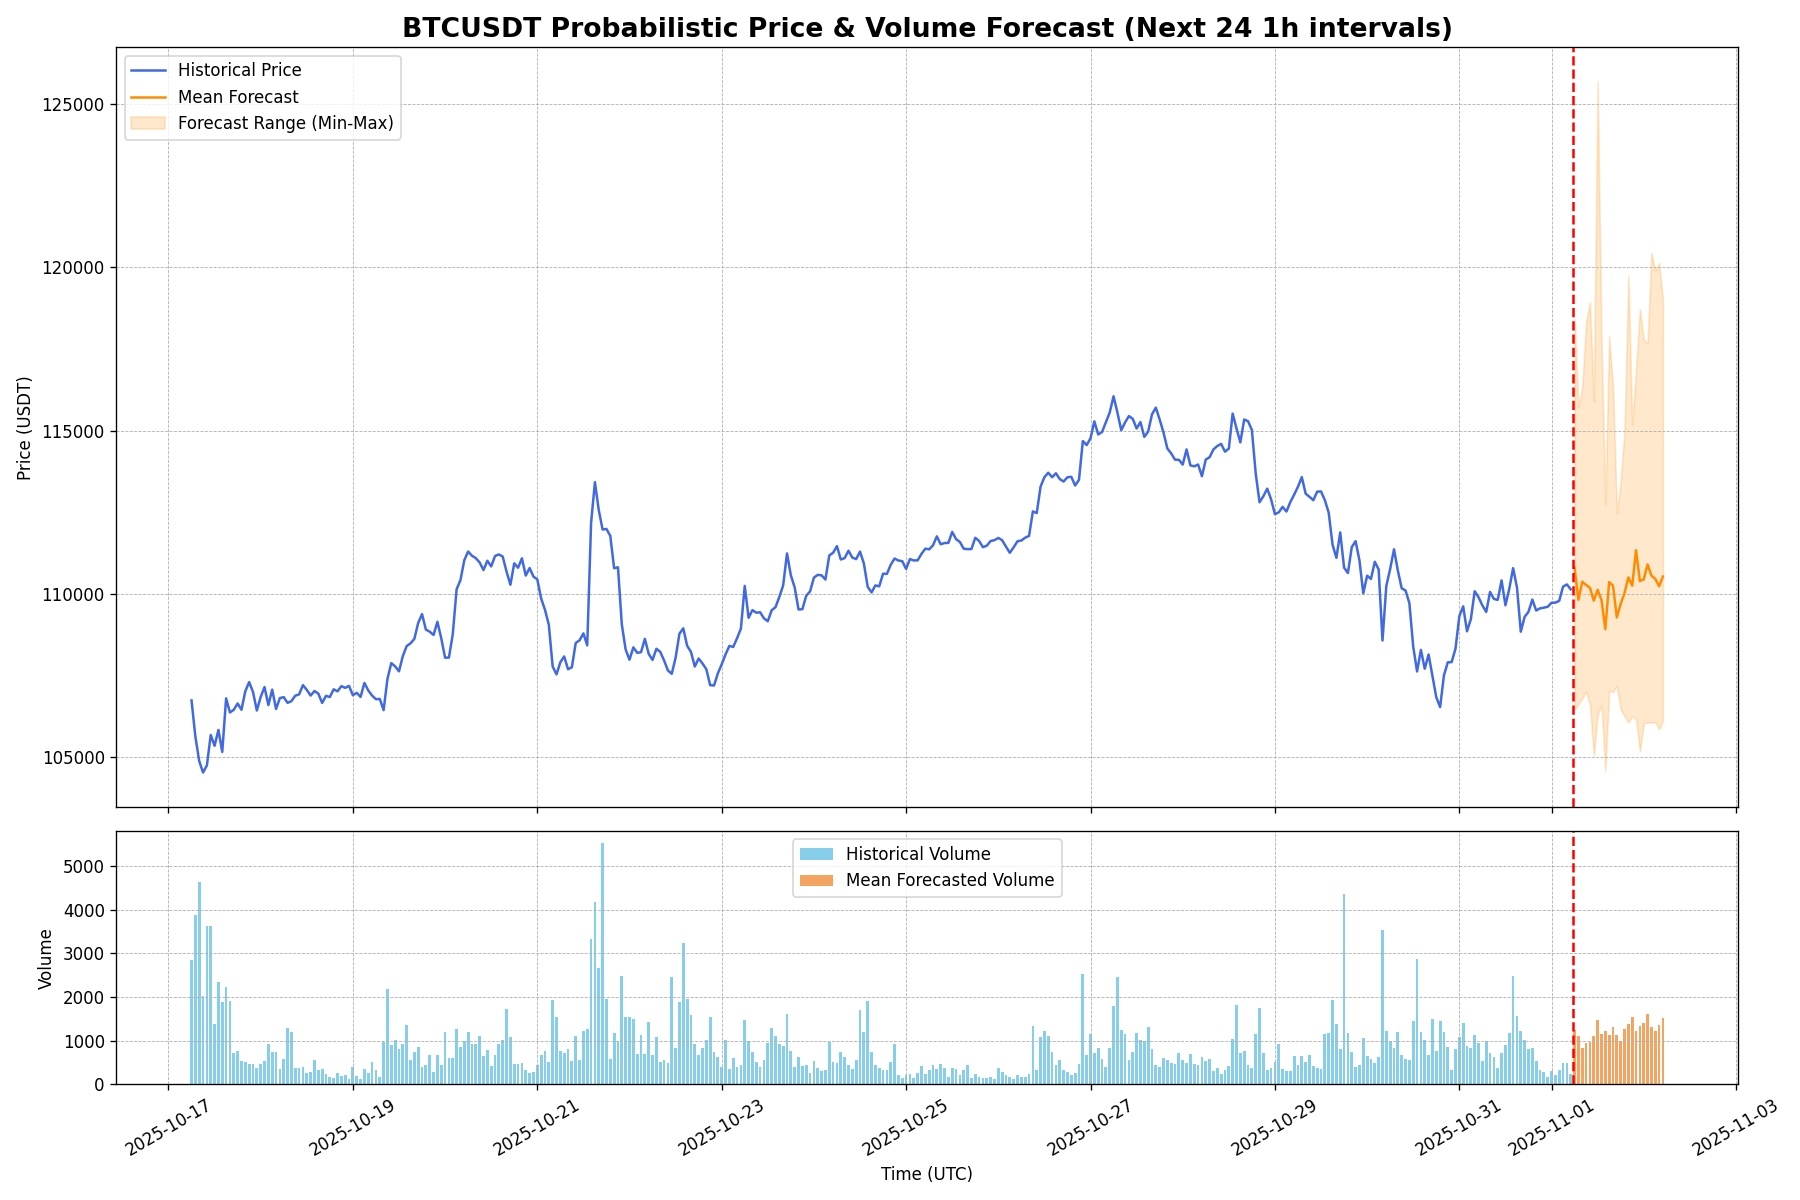 BTCUSDT Probabilistic Price & Volume Forecast (Next 24 1h intervals)
Historical Price
Mean Forecast
Forecast Range (Min-Max)
125000
120000
115000
110000
105000
Price (USDT)
Historical Volume
Mean Forecasted Volume
5000
4000
3000
2000
1000
0
Volume
2025-10-17
2025-10-19
2025-10-21
2025-10-23
2025-10-25
2025-10-27
2025-10-29
2025-10-31
2025-11-01
2025-11-03
Time (UTC)